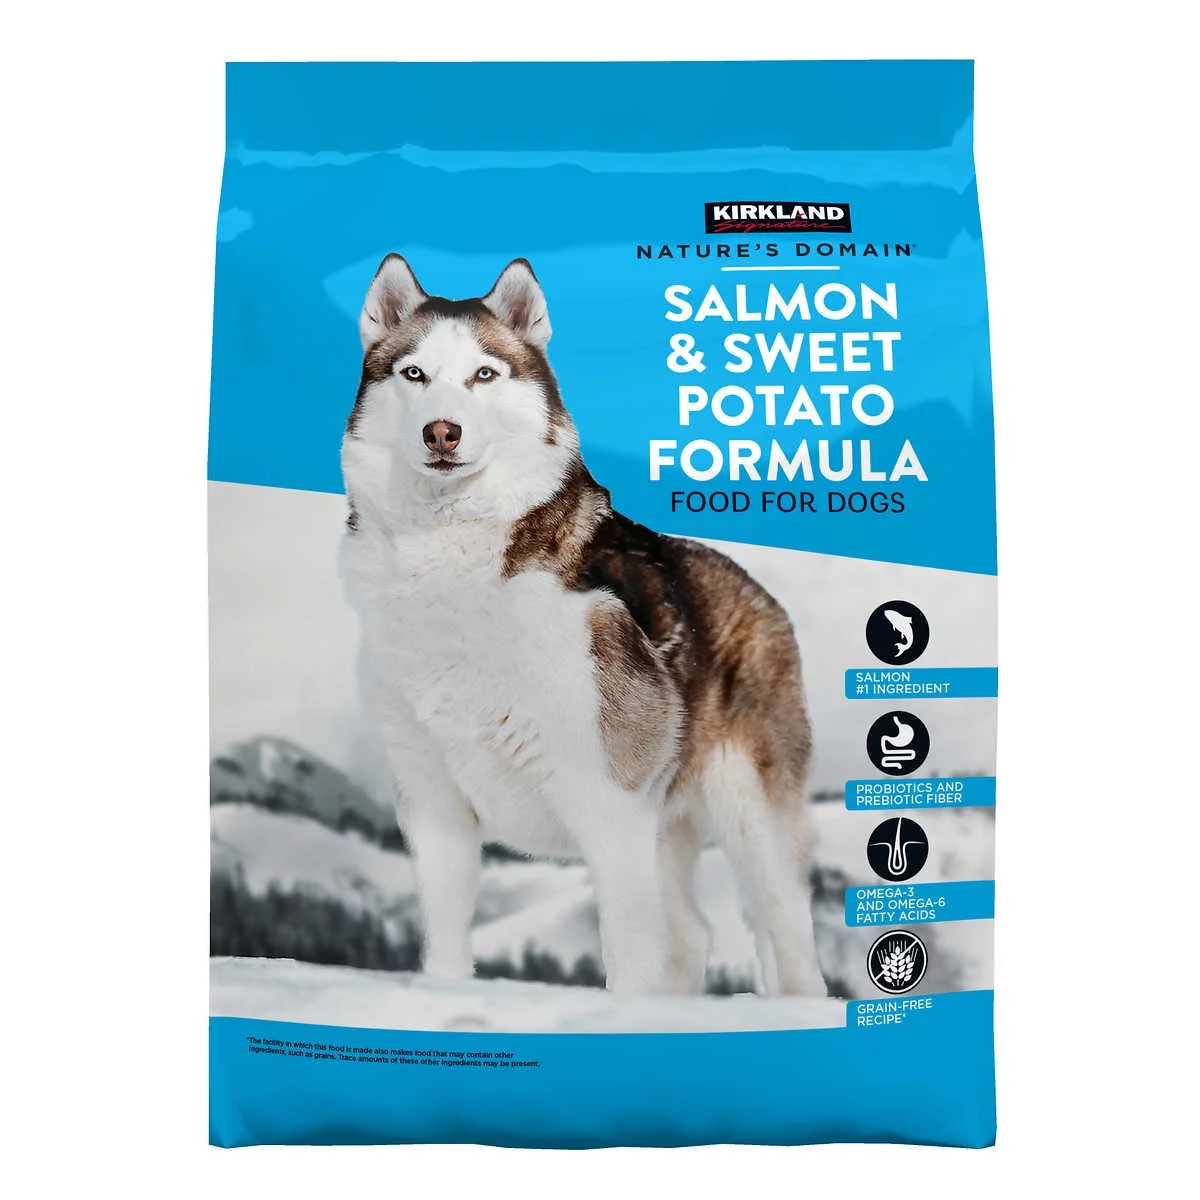 KIRKLAND
Signature
NATURE'S DOMAIN®
SALMON
& SWEET
POTATO
FORMULA
FOOD FOR DOGS
SALMON
#1 INGREDIENT
PROBIOTICS AND
PREBIOTIC FIBER
OMEGA-3
AND OMEGA-6
FATTY ACIDS
GRAIN-FREE
RECIPE*
*The facility in which this food is made also makes food that may contain other
ingredients, such as grains. Trace amounts of these other ingredients may be present.